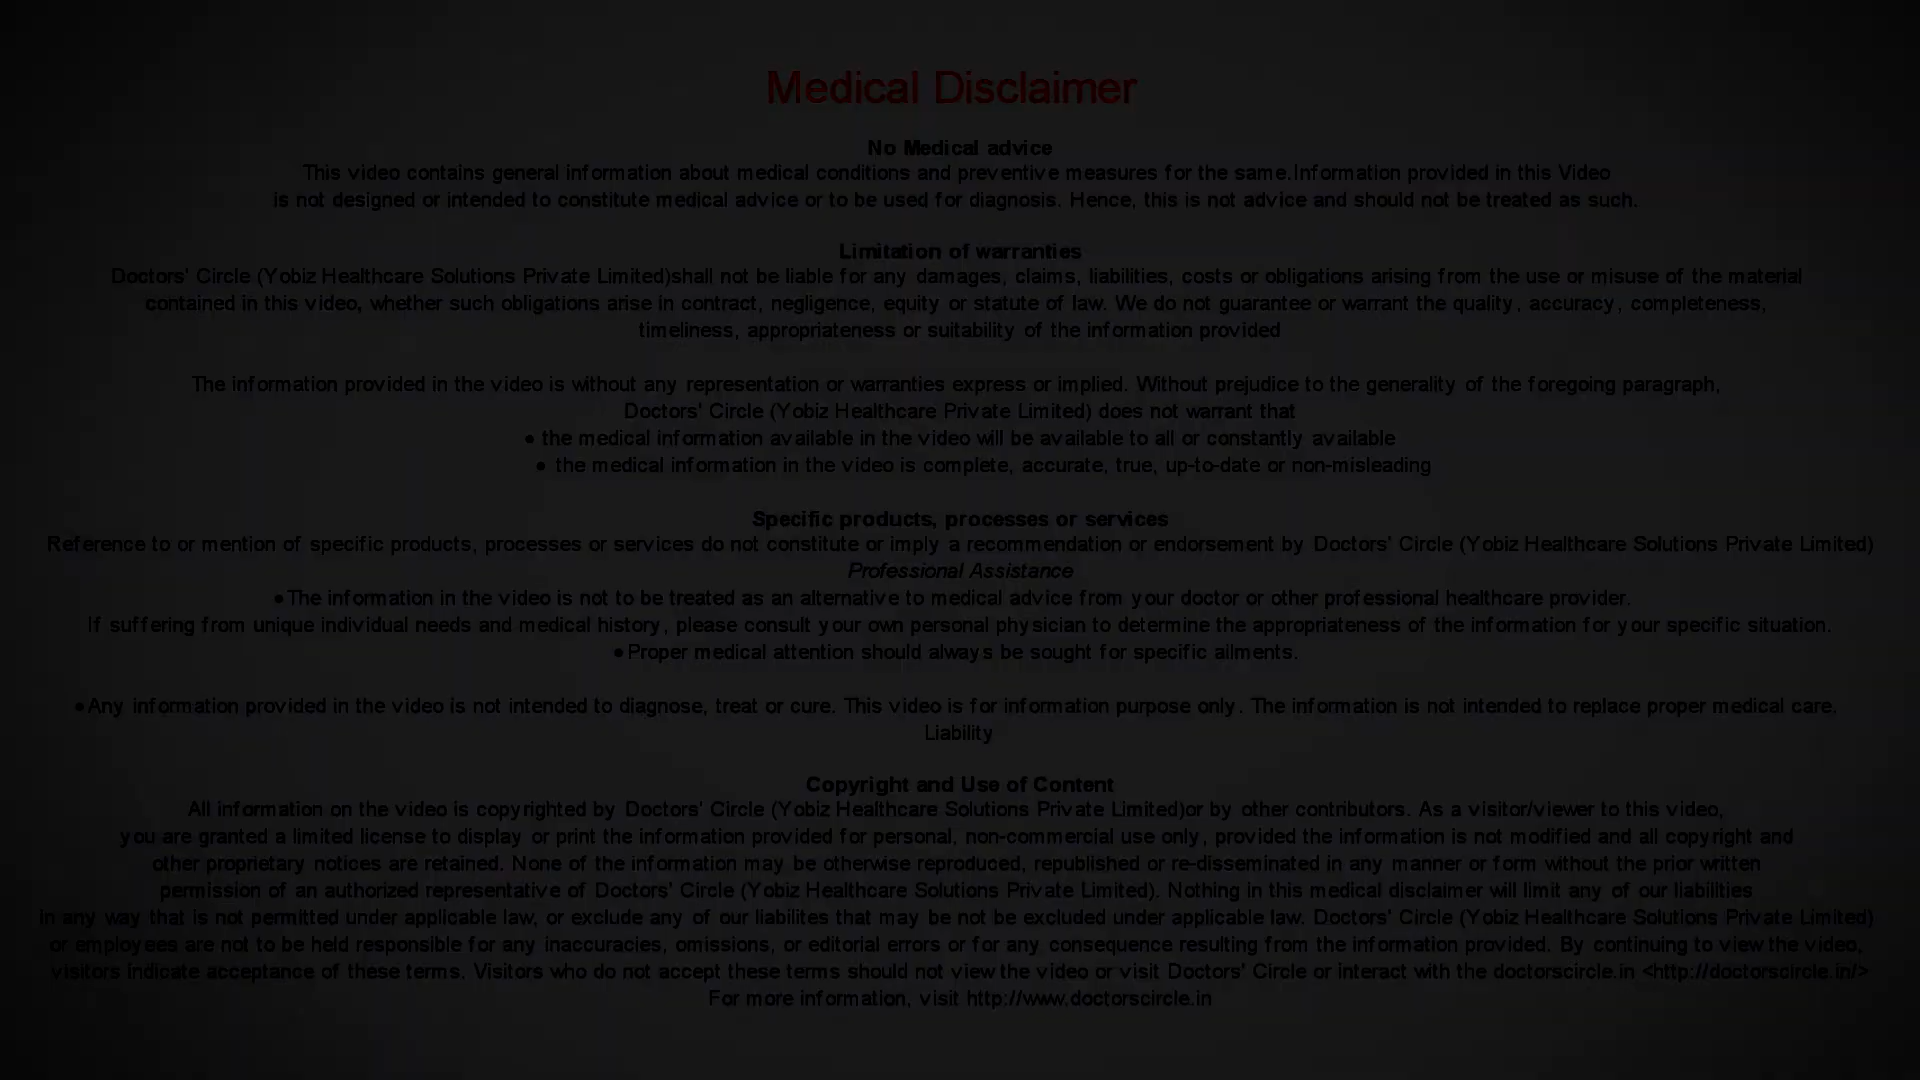 Medical Disclaimer
No Medical advice
This video contains general information about medical conditions and preventive measures for the same.Information provided in this Video
is not designed or intended to constitute medical advice or to be used for diagnosis. Hence, this is not advice and should not be treated as such.
Limitation of warranties
Doctors' Circle (Yobiz Healthcare Solutions Private Limited)shall not be liable for any damages, claims, liabilities, costs or obligations arising from the use or misuse of the material
contained in this video, whether such obligations arise in contract, negligence, equity or statute of law. We do not guarantee or warrant the quality, accuracy, completeness,
timeliness, appropriateness or suitability of the information provided
The information provided in the video is without any representation or warranties express or implied. Without prejudice to the generality of the foregoing paragraph,
Doctors' Circle (Yobiz Healthcare Private Limited) does not warrant that
• the medical information available in the video will be available to all or constantly available
• the medical information in the video is complete, accurate, true, up-to-date or non-misleading
Specific products, processes or services
Reference to or mention of specific products, processes or services do not constitute or imply a recommendation or endorsement by Doctors' Circle (Yobiz Healthcare Solutions Private Limited)
Professional Assistance
•The information in the video is not to be treated as an alternative to medical advice from your doctor or other professional healthcare provider.
If suffering from unique individual needs and medical history, please consult your own personal physician to determine the appropriateness of the information for your specific situation.
•Proper medical attention should always be sought for specific ailments.
•Any information provided in the video is not intended to diagnose, treat or cure. This video is for information purpose only. The information is not intended to replace proper medical care.
Liability
Copyright and Use of Content
All information on the video is copyrighted by Doctors' Circle (Yobiz Healthcare Solutions Private Limited)or by other contributors. As a visitor/viewer to this video,
you are granted a limited license to display or print the information provided for personal, non-commercial use only, provided the information is not modified and all copyright and
other proprietary notices are retained. None of the information may be otherwise reproduced, republished or re-disseminated in any manner or form without the prior written
permission of an authorized representative of Doctors' Circle (Yobiz Healthcare Solutions Private Limited). Nothing in this medical disclaimer will limit any of our liabilities
in any way that is not permitted under applicable law, or exclude any of our liabilites that may be not be excluded under applicable law. Doctors' Circle (Yobiz Healthcare Solutions Private Limited)
or employees are not to be held responsible for any inaccuracies, omissions, or editorial errors or for any consequence resulting from the information provided. By continuing to view the video,
visitors indicate acceptance of these terms. Visitors who do not accept these terms should not view the video or visit Doctors' Circle or interact with the doctorscircle.in <http://doctorscircle.in/>
For more information, visit http://www.doctorscircle.in